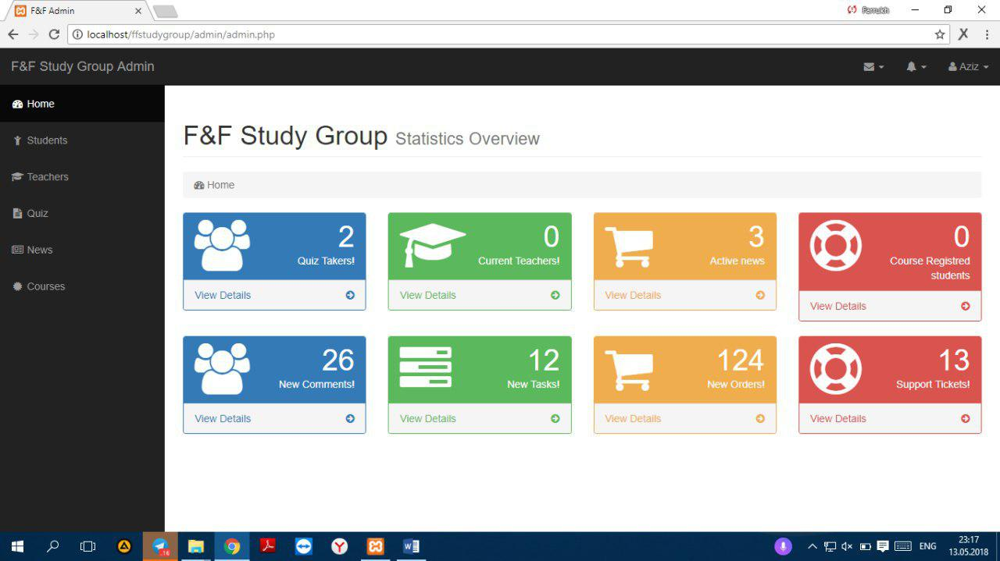 F&F Admin
Farrukh
localhost/ffstudygroup/admin/admin.php
F&F Study Group Admin
Aziz
Home
Students
Teachers
Quiz
News
Courses
F&F Study Group Statistics Overview
Home
2
Quiz Takers!
View Details
0
Current Teachers!
View Details
3
Active news
View Details
0
Course Registred
students
View Details
26
New Comments!
View Details
12
New Tasks!
View Details
124
New Orders!
View Details
13
Support Tickets!
View Details
..16
ENG
23:17
13.05.2018